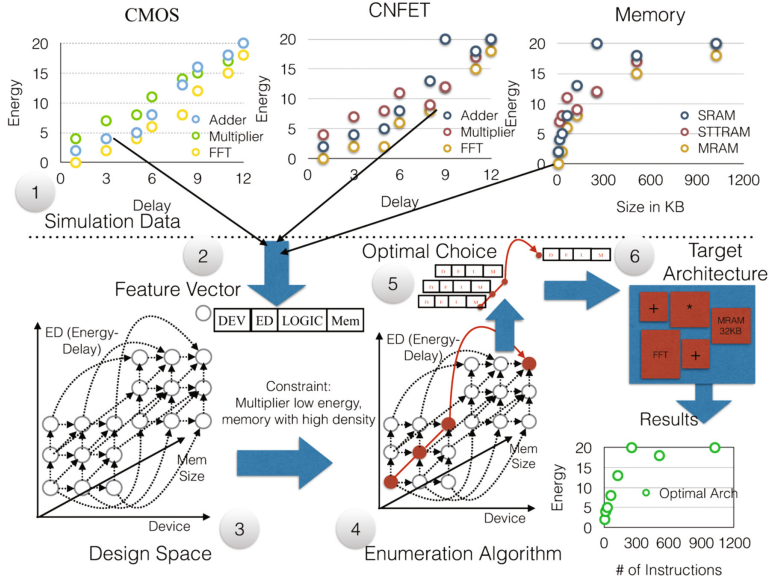 CMOS
CNFET
Memory
20
15
10
5
0
Energy
0
3
6
9
12
Delay
Adder
Multiplier
FFT
20
15
10
5
0
Energy
0
3
6
9
12
Delay
Adder
Multiplier
FFT
20
15
10
5
0
Energy
0
300
600
900
1200
Size in KB
SRAM
STTRAM
MRAM
1
Simulation Data
2
Feature Vector
DEV ED LOGIC Mem
ED (Energy-
Delay)
Mem
Size
Device
3
Design Space
Constraint:
Multiplier low energy,
memory with high density
ED (Energy-
Delay)
Mem
Size
Device
4
Enumeration Algorithm
5
Optimal Choice
6
Target
Architecture
+
*
MRAM
32KB
FFT
+
Results
20
15
10
5
0
Energy
0
300
600
900
1200
Optimal Arch
# of Instructions